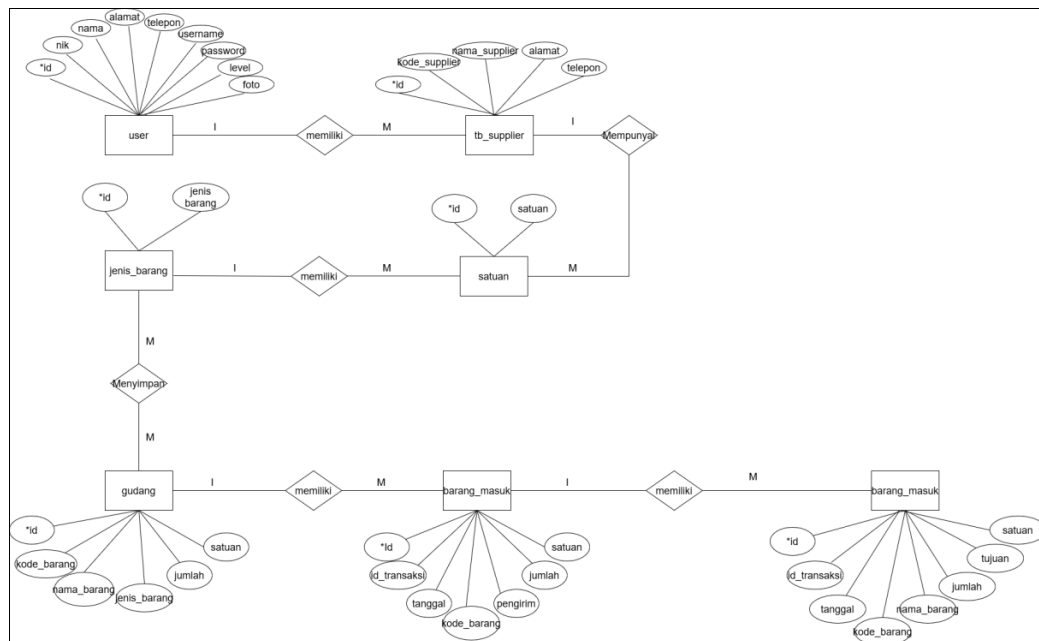 alamat
nama
telepon
username
nik
password
*id
level
foto
nama_supplier
alamat
kode_supplier
telepon
*id
user
I
memiliki
M
tb_supplier
I
Mempunyai
*id
jenis
barang
*id
satuan
jenis_barang
I
memiliki
M
satuan
M
M
Menyimpan
M
gudang
I
memiliki
M
barang_masuk
I
memiliki
M
barang_masuk
*id
kode_barang
nama_barang
jenis_barang
jumlah
satuan
*Id
id_transaksi
tanggal
kode_barang
pengirim
jumlah
satuan
*id
id_transaksi
tanggal
kode_barang
nama_barang
jumlah
tujuan
satuan